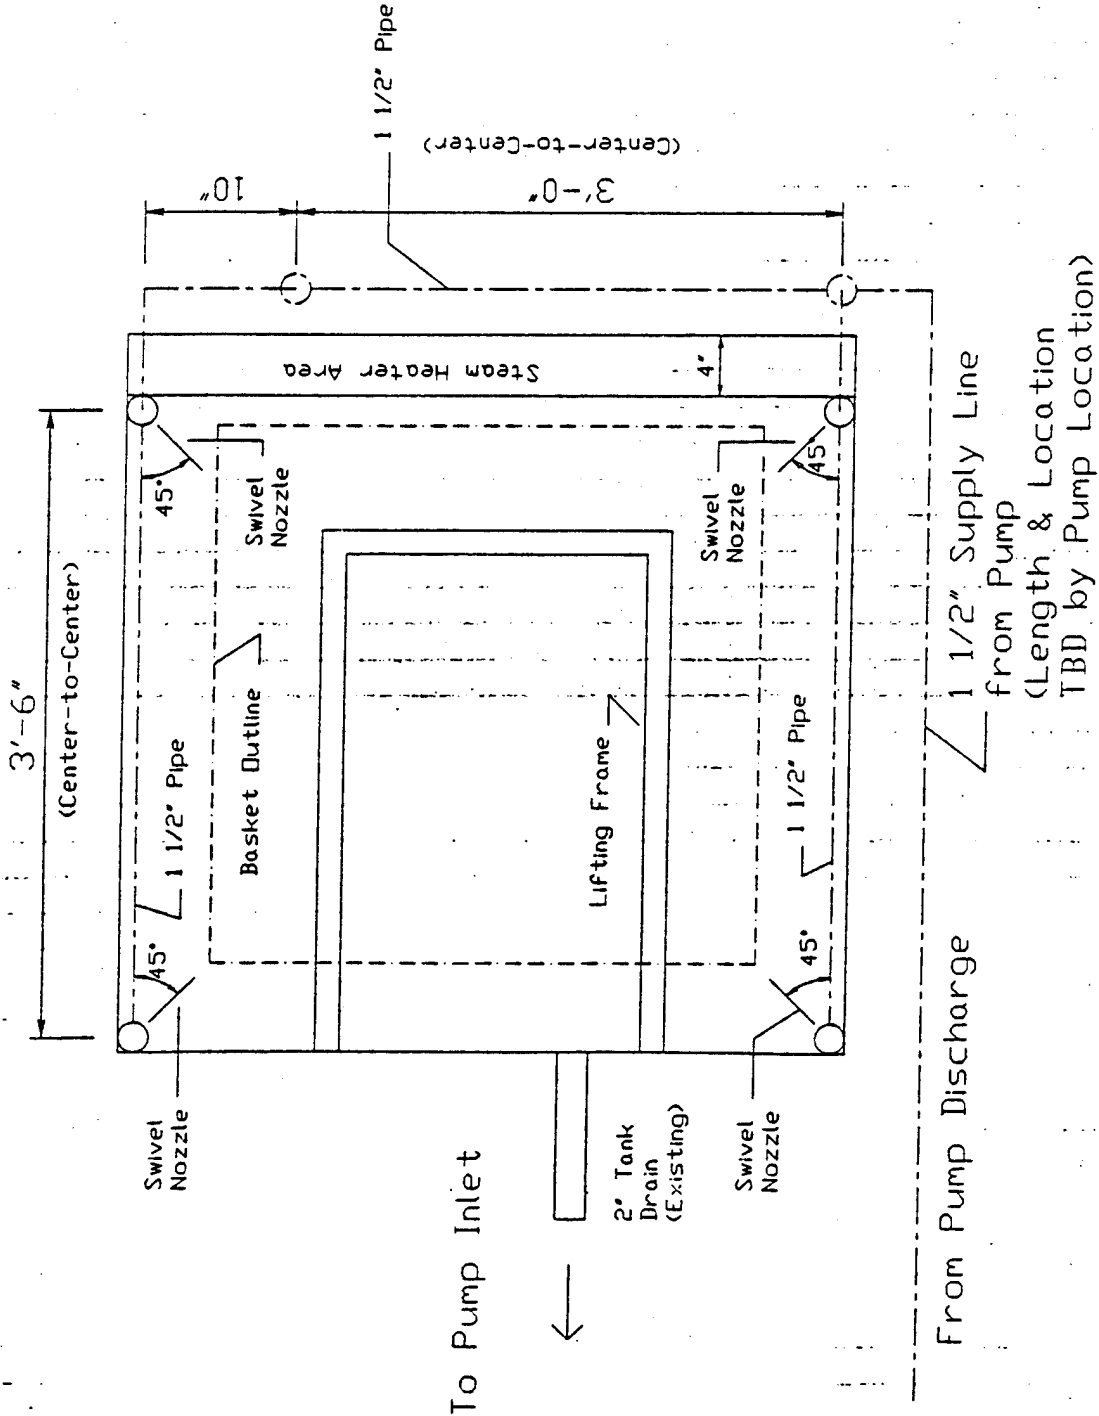 3'-6"
(Center-to-Center)
1 1/2" Pipe
(Center-to-Center)
10"
3'-0"
Steam Heater Area
4"
45°
Swivel
Nozzle
45°
Swivel
Nozzle
Basket Outline
1 1/2" Pipe
Lifting Frame
1 1/2" Pipe
45°
Swivel
Nozzle
45°
Swivel
Nozzle
2" Tank
Drain
(Existing)
To Pump Inlet
From Pump Discharge
1 1/2" Supply Line
from Pump
(Length & Location
TBD by Pump Location)